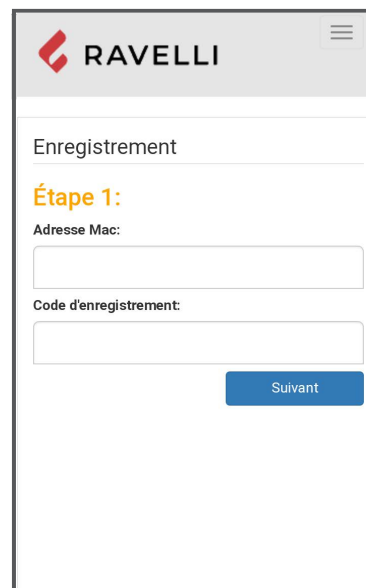 RAVELLI
Enregistrement
Étape 1:
Adresse Mac:
Code d'enregistrement:
Suivant